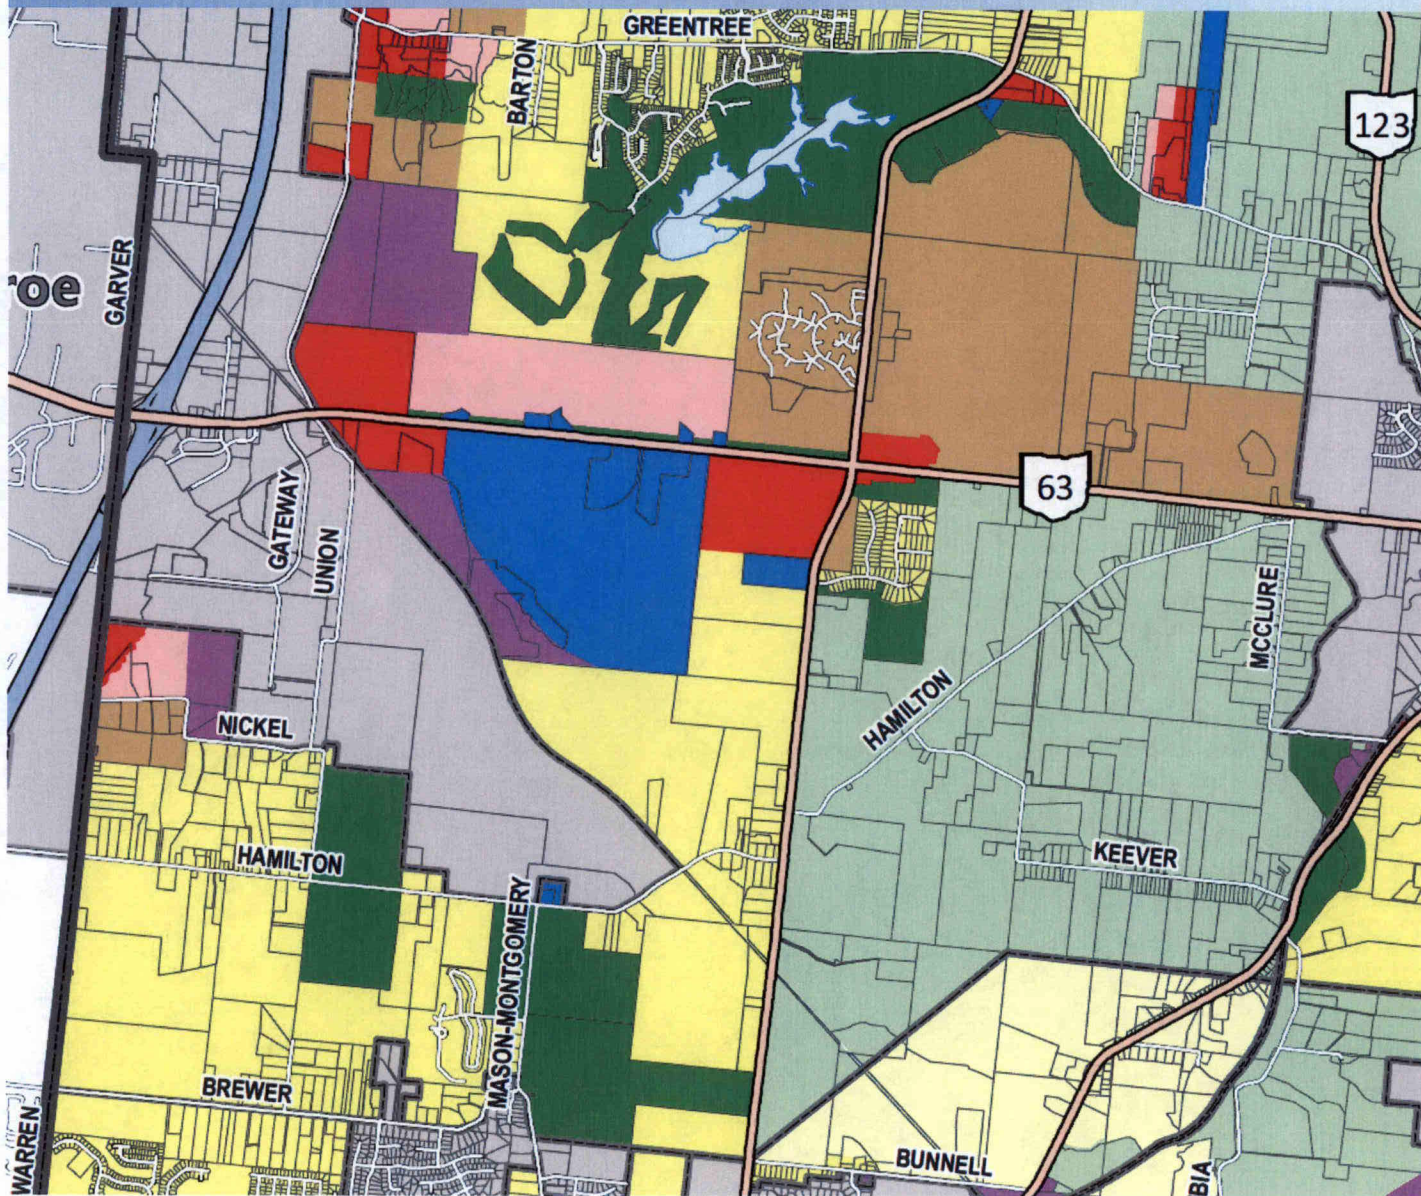 GREENTREE
BARTON
123
GARVER
roe
63
GATEWAY
UNION
MCCLURE
HAMILTON
NICKEL
HAMILTON
KEEVER
MASON-MONTGOMERY
BREWER
WARREN
BUNNELL
BIA